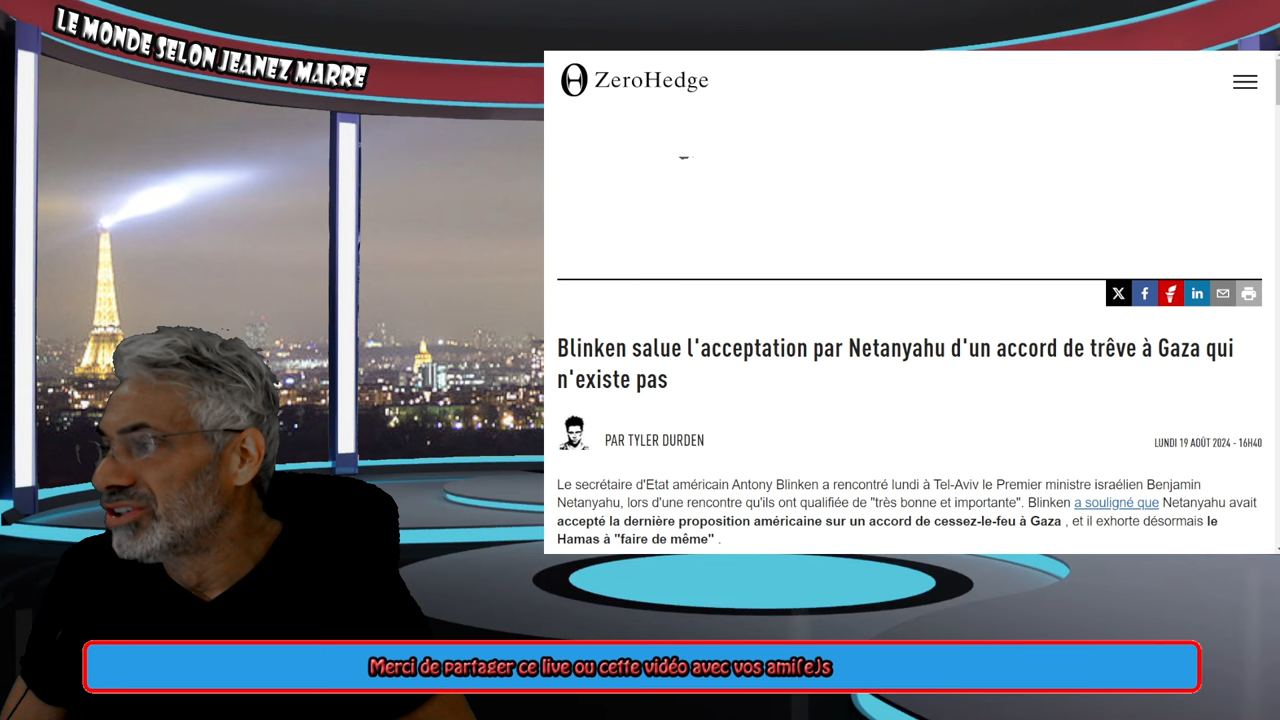 LE MONDE SELON JEANEZ MARRE
ZeroHedge
Blinken salue l'acceptation par Netanyahu d'un accord de trêve à Gaza qui
n'existe pas
PAR TYLER DURDEN
LUNDI 19 AOÛT 2024 - 16H40
Le secrétaire d'Etat américain Antony Blinken a rencontré lundi à Tel-Aviv le Premier ministre israélien Benjamin
Netanyahu, lors d'une rencontre qu'ils ont qualifiée de "très bonne et importante". Blinken a souligné que Netanyahu avait
accepté la dernière proposition américaine sur un accord de cessez-le-feu à Gaza , et il exhorte désormais le
Hamas à "faire de même" .
Merci de partager ce live ou cette vidéo avec vos ami(e)s